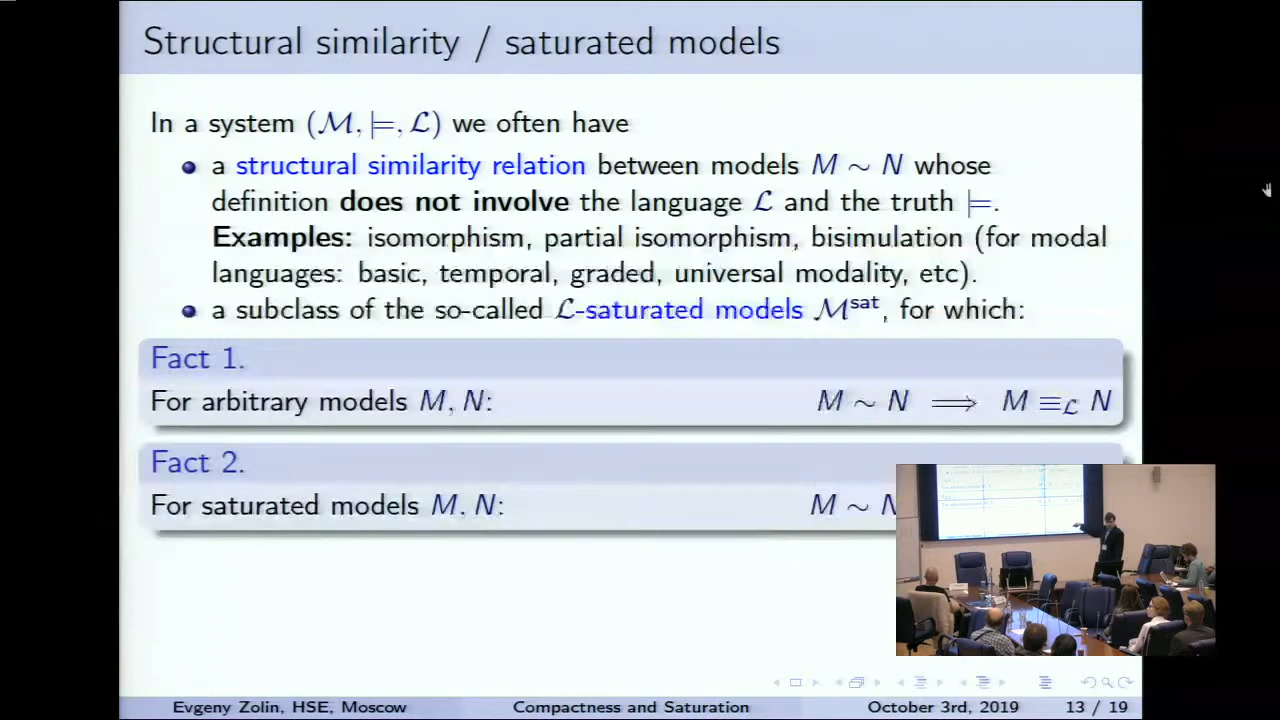 Structural similarity / saturated models
In a system (ℳ, ⊨, ℒ) we often have
a structural similarity relation between models M ∼ N whose
definition does not involve the language ℒ and the truth ⊨.
Examples: isomorphism, partial isomorphism, bisimulation (for modal
languages: basic, temporal, graded, universal modality, etc).
a subclass of the so-called ℒ-saturated models ℳ^sat, for which:
Fact 1.
For arbitrary models M, N: M ∼ N ⟹ M ≡_ℒ N
Fact 2.
For saturated models M, N: M ∼ N
Evgeny Zolin, HSE, Moscow Compactness and Saturation October 3rd, 2019 13 / 19